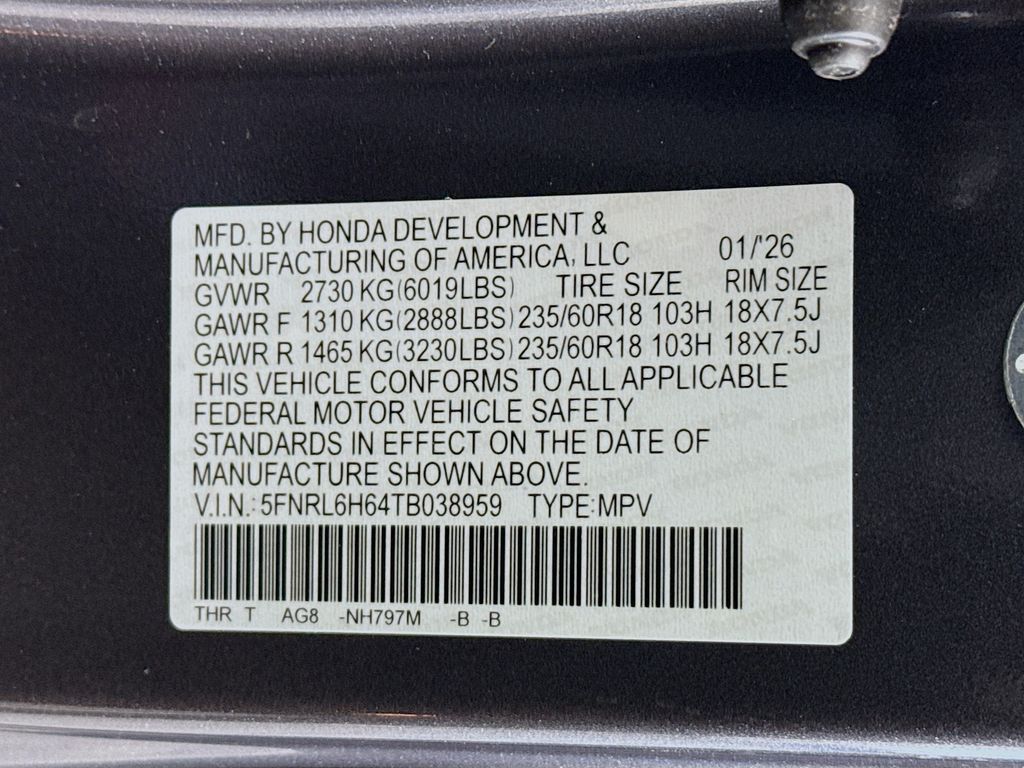 MFD. BY HONDA DEVELOPMENT &
MANUFACTURING OF AMERICA, LLC 01/'26
GVWR 2730 KG(6019LBS) TIRE SIZE RIM SIZE
GAWR F 1310 KG(2888LBS) 235/60R18 103H 18X7.5J
GAWR R 1465 KG(3230LBS) 235/60R18 103H 18X7.5J
THIS VEHICLE CONFORMS TO ALL APPLICABLE
FEDERAL MOTOR VEHICLE SAFETY
STANDARDS IN EFFECT ON THE DATE OF
MANUFACTURE SHOWN ABOVE.
V.I.N.: 5FNRL6H64TB038959 TYPE:MPV
THR T AG8 -NH797M -B -B